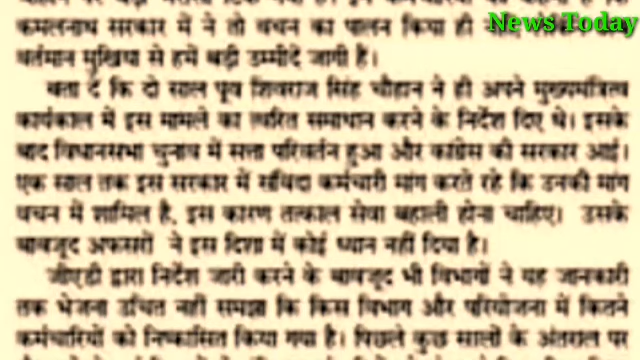 कमलनाथ सरकार में ने तो वचन का पालन किया ही
News Today
वर्तमान मुखिया से हमें बड़ी उम्मीदें जागी है।
बता दें कि दो साल पूर्व शिवराज सिंह चौहान ने ही अपने मुख्यमंत्रित्व
कार्यकाल में इस मामले का त्वरित समाधान करने के निर्देश दिए थे। इसके
बाद विधानसभा चुनाव में सत्ता परिवर्तन हुआ और कांग्रेस की सरकार आई।
एक साल तक इस सरकार में संविदा कर्मचारी मांग करते रहे कि उनकी मांग
वचन में शामिल है, इस कारण तत्काल सेवा बहाली होना चाहिए। उसके
बावजूद अफसरों ने इस दिशा में कोई ध्यान नहीं दिया है।
जीएडी द्वारा निर्देश जारी करने के बावजूद भी विभागों ने यह जानकारी
तक भेजना उचित नहीं समझा कि किस विभाग और परियोजना में कितने
कर्मचारियों को निष्कासित किया गया है। पिछले कुछ सालों के अंतराल पर